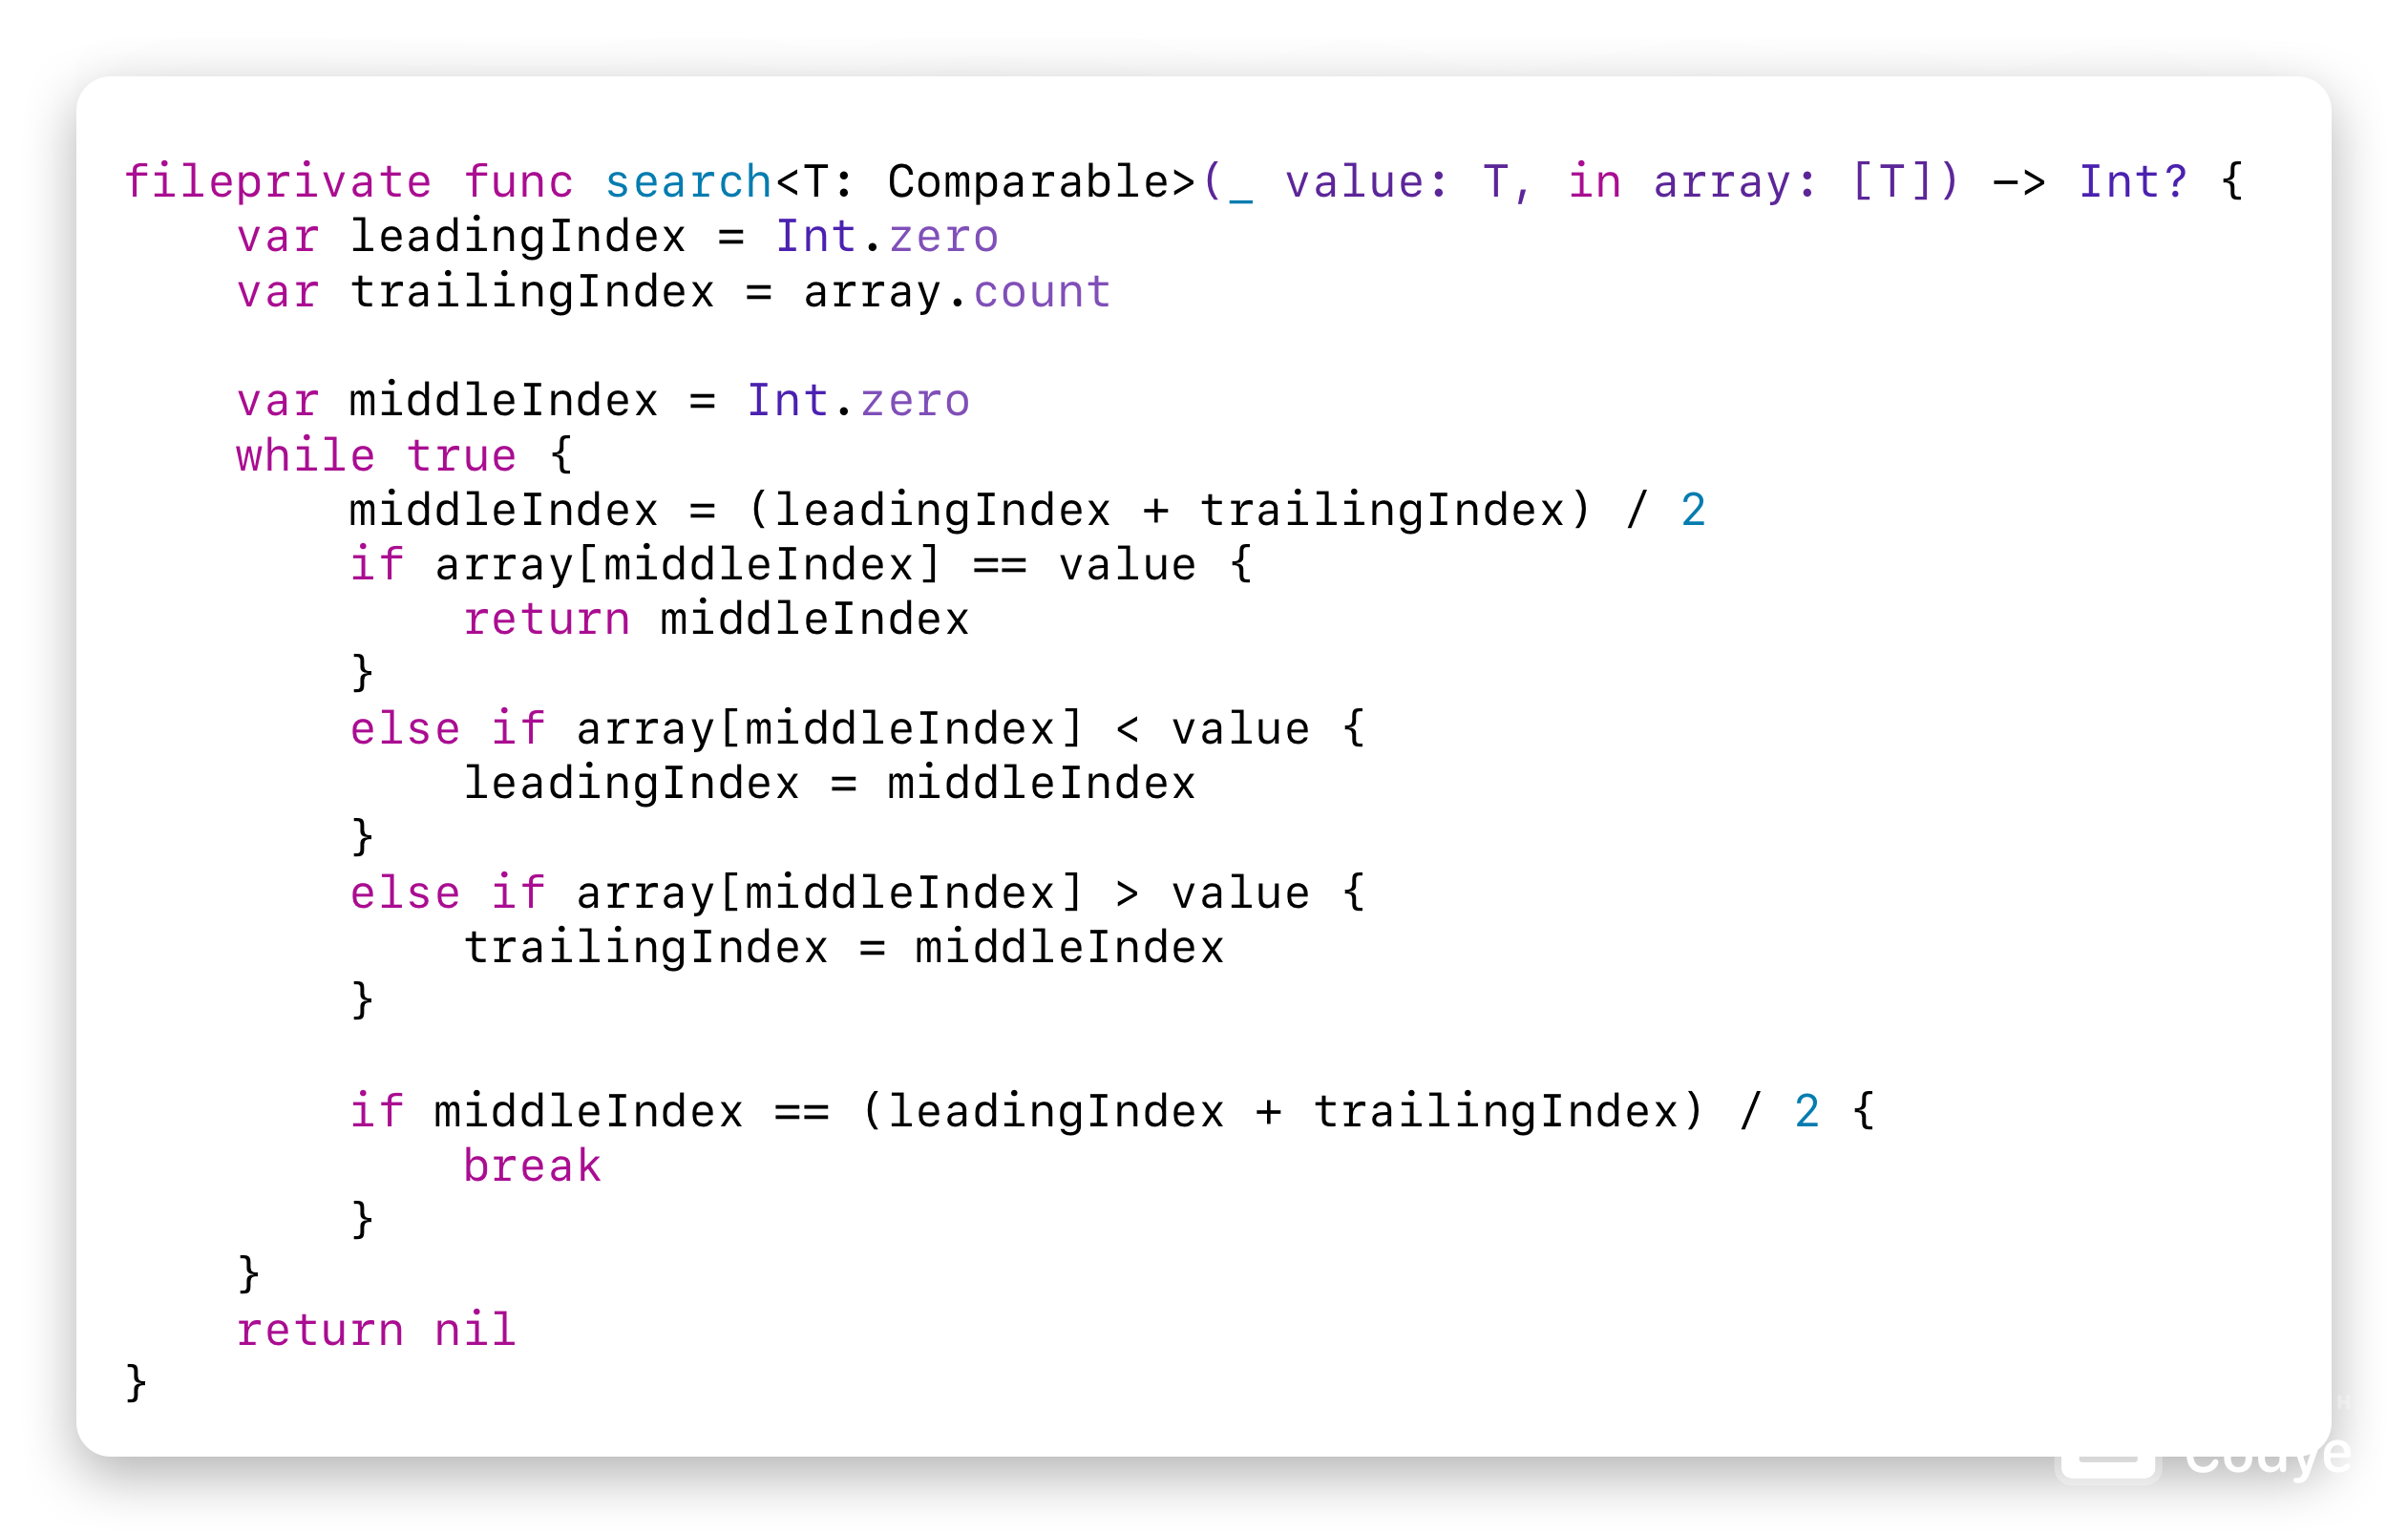 fileprivate func search<T: Comparable>(_ value: T, in array: [T]) -> Int? {
    var leadingIndex = Int.zero
    var trailingIndex = array.count

    var middleIndex = Int.zero
    while true {
        middleIndex = (leadingIndex + trailingIndex) / 2
        if array[middleIndex] == value {
            return middleIndex
        }
        else if array[middleIndex] < value {
            leadingIndex = middleIndex
        }
        else if array[middleIndex] > value {
            trailingIndex = middleIndex
        }

        if middleIndex == (leadingIndex + trailingIndex) / 2 {
            break
        }
    }
    return nil
}
Codye